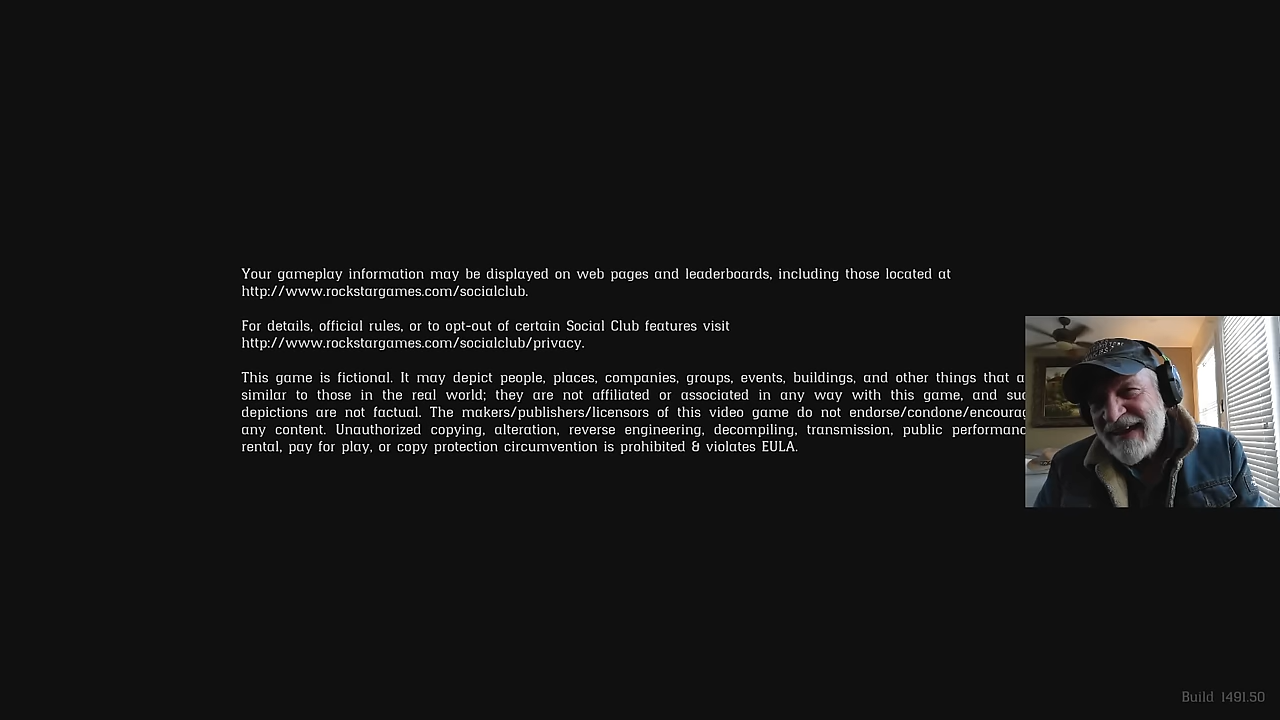 Your gameplay information may be displayed on web pages and leaderboards, including those located at
http://www.rockstargames.com/socialclub.
For details, official rules, or to opt-out of certain Social Club features visit
http://www.rockstargames.com/socialclub/privacy.
This game is fictional. It may depict people, places, companies, groups, events, buildings, and other things that
similar to those in the real world; they are not affiliated or associated in any way with this game, and
depictions are not factual. The makers/publishers/licensors of this video game do not endorse/condone/
any content. Unauthorized copying, alteration, reverse engineering, decompiling, transmission, public
rental, pay for play, or copy protection circumvention is prohibited & violates EULA.
Build 1491.50